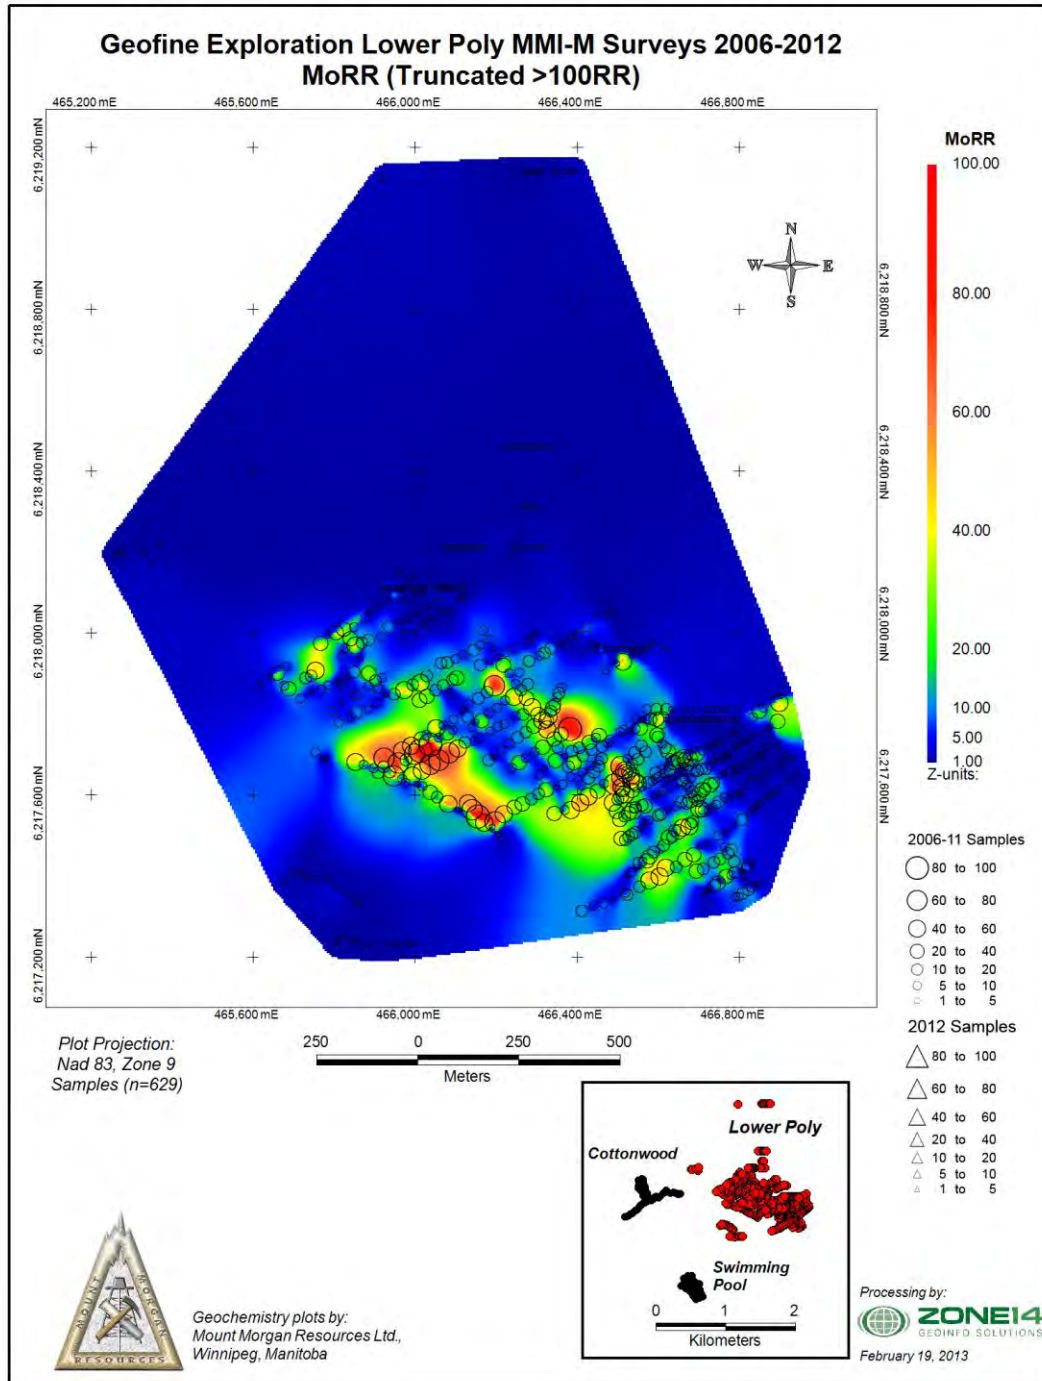 Geofine Exploration Lower Poly MMI-M Surveys 2006-2012
MoRR (Truncated >100RR)
465,200 mE 465,600 mE 466,000 mE 466,400 mE 466,800 mE
6,219,200 mN
6,218,800 mN
6,218,400 mN
6,218,000 mN
6,217,600 mN
6,217,200 mN
N
W E
S
6,218,800 mN
6,218,400 mN
6,218,000 mN
6,217,600 mN
465,600 mE 466,000 mE 466,400 mE 466,800 mE
MoRR
100.00
80.00
60.00
40.00
20.00
10.00
5.00
1.00
Z-units:
2006-11 Samples
80 to 100
60 to 80
40 to 60
20 to 40
10 to 20
5 to 10
1 to 5
2012 Samples
80 to 100
60 to 80
40 to 60
20 to 40
10 to 20
5 to 10
1 to 5
Plot Projection:
Nad 83, Zone 9
Samples (n=629)
250 0 250 500
Meters
Lower Poly
Cottonwood
Swimming
Pool
0 1 2
Kilometers
MOUNT MORGAN
RESOURCES
Geochemistry plots by:
Mount Morgan Resources Ltd.,
Winnipeg, Manitoba
Processing by:
ZONE14
GEOINFO SOLUTIONS
February 19, 2013